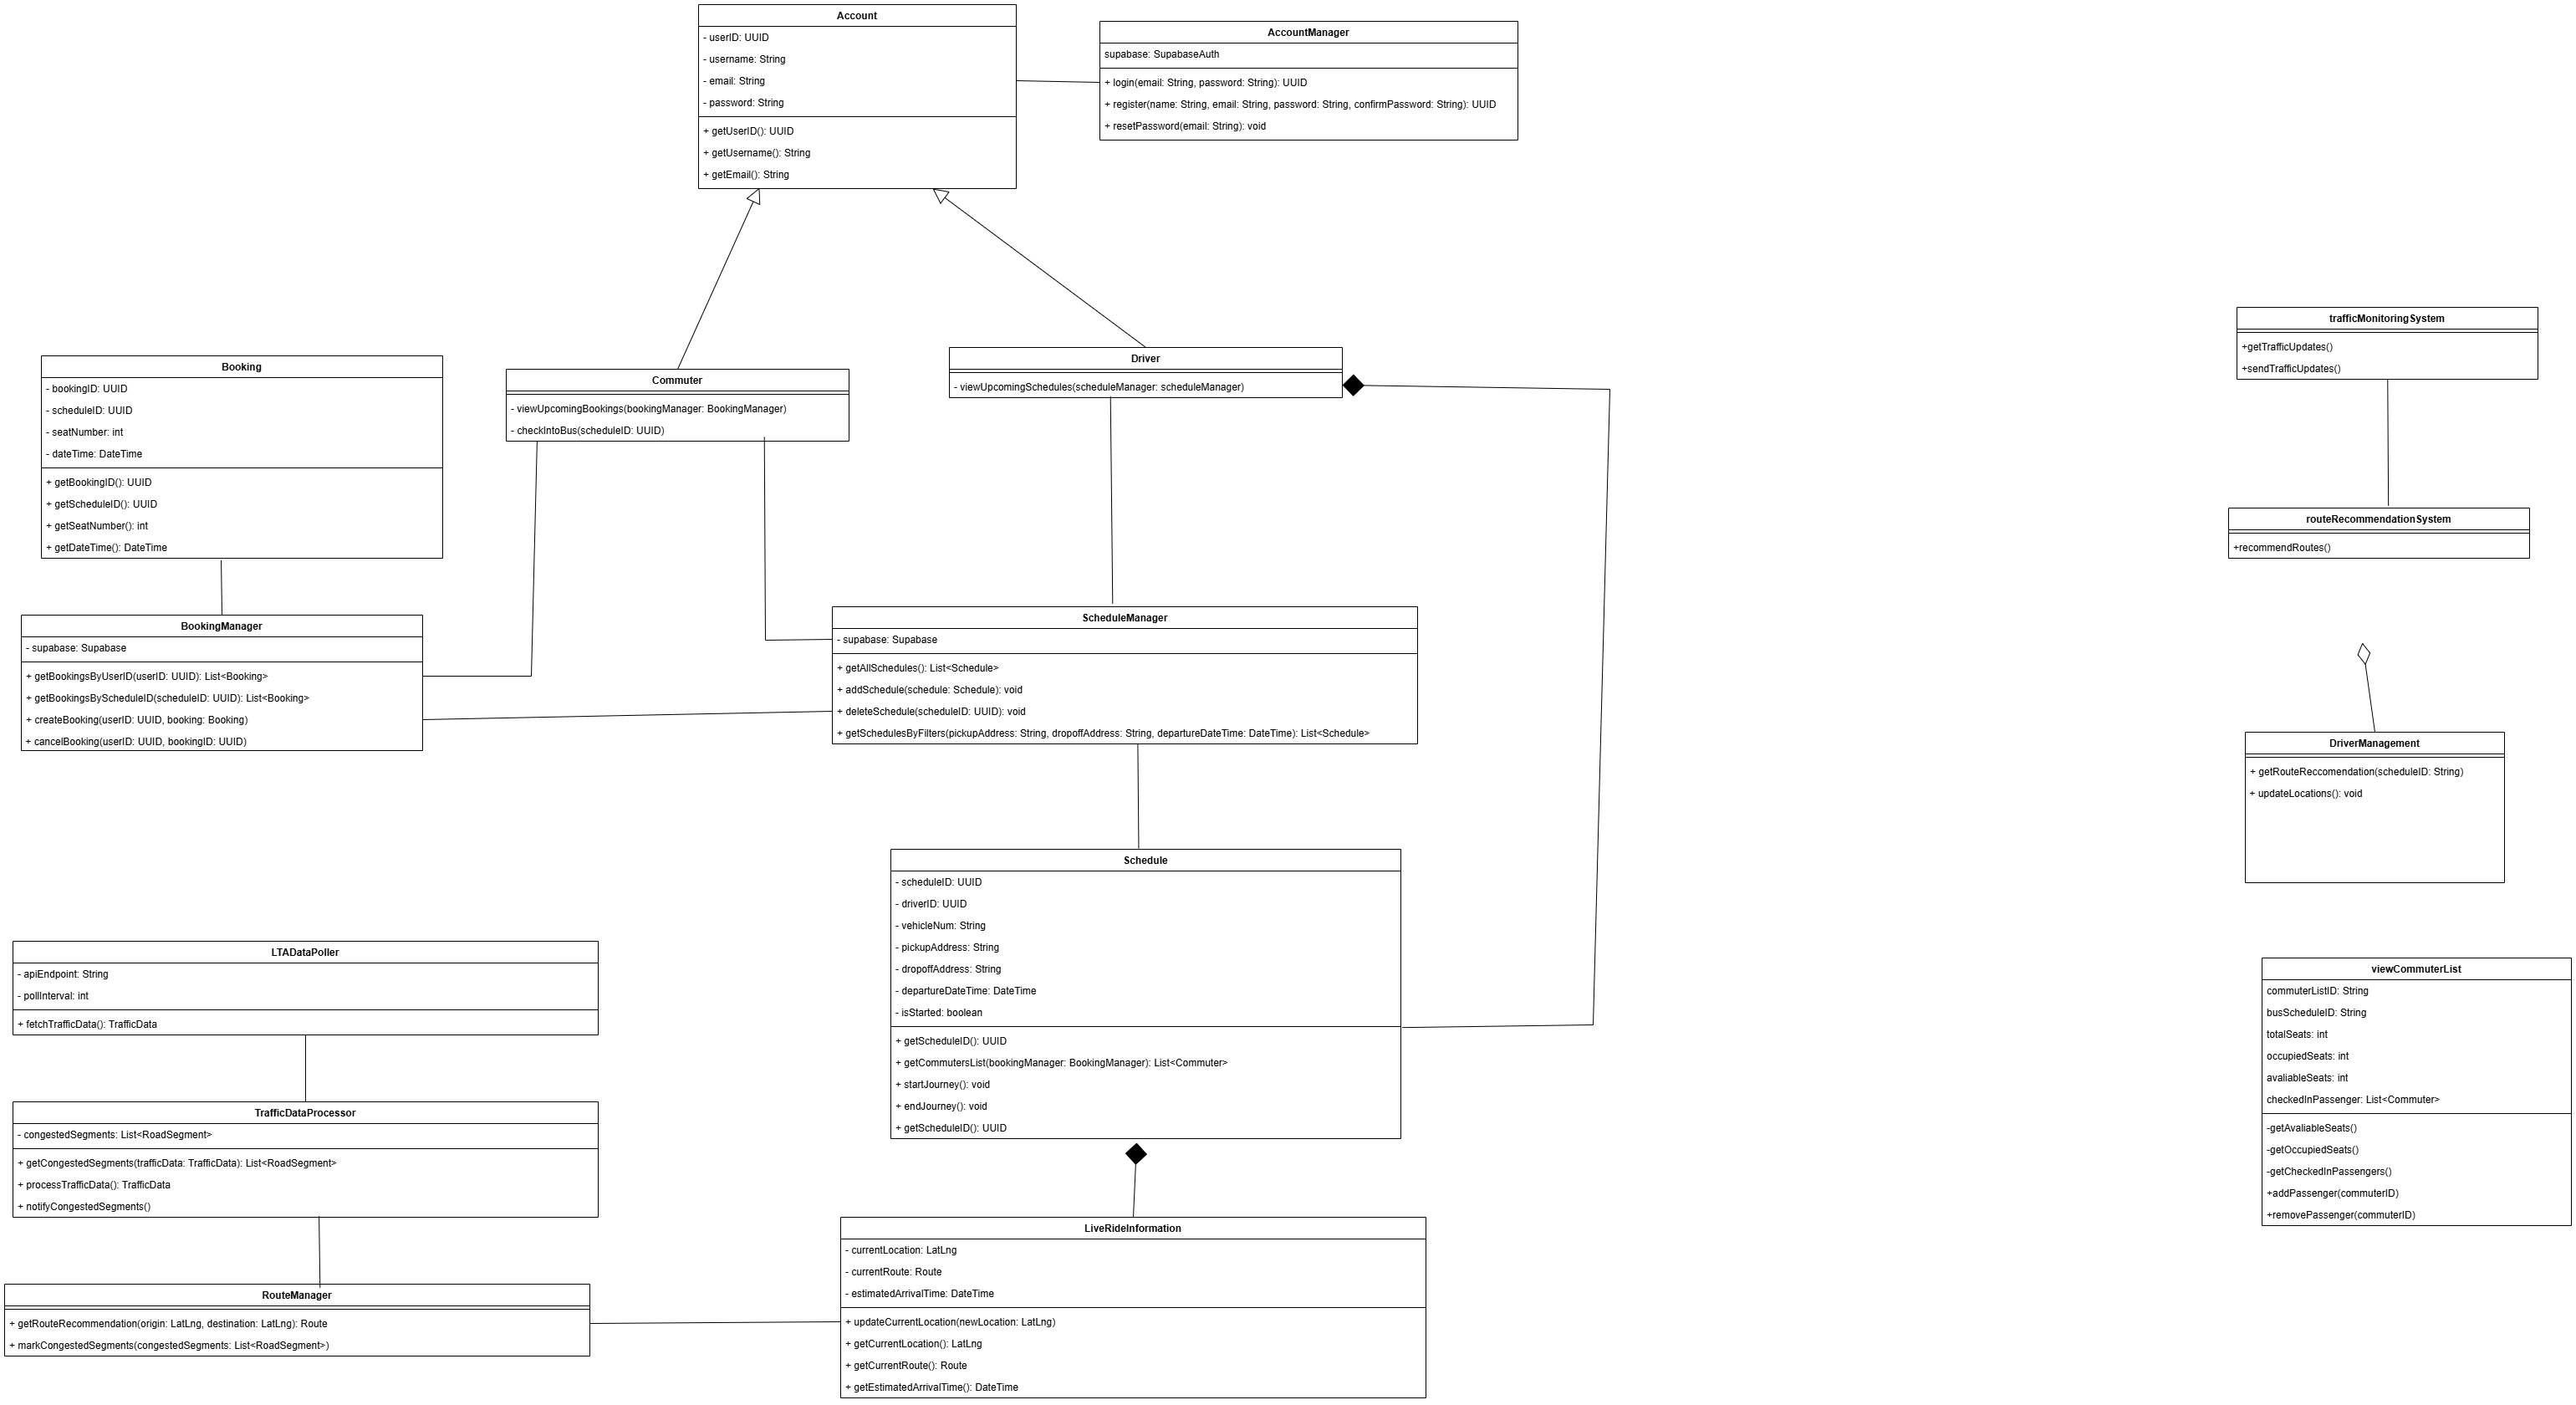 Account
- userID: UUID
- username: String
- email: String
- password: String
+ getUserID(): UUID
+ getUsername(): String
+ getEmail(): String
AccountManager
supabase: SupabaseAuth
+ login(email: String, password: String): UUID
+ register(name: String, email: String, password: String, confirmPassword: String): UUID
+ resetPassword(email: String): void
Booking
- bookingID: UUID
- scheduleID: UUID
- seatNumber: int
- dateTime: DateTime
+ getBookingID(): UUID
+ getScheduleID(): UUID
+ getSeatNumber(): int
+ getDateTime(): DateTime
Commuter
- viewUpcomingBookings(bookingManager: BookingManager)
- checkIntoBus(scheduleID: UUID)
Driver
- viewUpcomingSchedules(scheduleManager: scheduleManager)
trafficMonitoringSystem
+getTrafficUpdates()
+sendTrafficUpdates()
routeRecommendationSystem
+recommendRoutes()
BookingManager
- supabase: Supabase
+ getBookingsByUserID(userID: UUID): List<Booking>
+ getBookingsByScheduleID(scheduleID: UUID): List<Booking>
+ createBooking(userID: UUID, booking: Booking)
+ cancelBooking(userID: UUID, bookingID: UUID)
ScheduleManager
- supabase: Supabase
+ getAllSchedules(): List<Schedule>
+ addSchedule(schedule: Schedule): void
+ deleteSchedule(scheduleID: UUID): void
+ getSchedulesByFilters(pickupAddress: String, dropoffAddress: String, departureDateTime: DateTime): List<Schedule>
DriverManagement
+ getRouteReccomendation(scheduleID: String)
+ updateLocations(): void
Schedule
- scheduleID: UUID
- driverID: UUID
- vehicleNum: String
- pickupAddress: String
- dropoffAddress: String
- departureDateTime: DateTime
- isStarted: boolean
+ getScheduleID(): UUID
+ getCommutersList(bookingManager: BookingManager): List<Commuter>
+ startJourney(): void
+ endJourney(): void
+ getScheduleID(): UUID
viewCommuterList
commuterListID: String
busScheduleID: String
totalSeats: int
occupiedSeats: int
avaliableSeats: int
checkedInPassenger: List<Commuter>
-getAvaliableSeats()
-getOccupiedSeats()
-getCheckedInPassengers()
+addPassenger(commuterID)
+removePassenger(commuterID)
LTADataPoller
- apiEndpoint: String
- pollInterval: int
+ fetchTrafficData(): TrafficData
TrafficDataProcessor
- congestedSegments: List<RoadSegment>
+ getCongestedSegments(trafficData: TrafficData): List<RoadSegment>
+ processTrafficData(): TrafficData
+ notifyCongestedSegments()
RouteManager
+ getRouteRecommendation(origin: LatLng, destination: LatLng): Route
+ markCongestedSegments(congestedSegments: List<RoadSegment>)
LiveRideInformation
- currentLocation: LatLng
- currentRoute: Route
- estimatedArrivalTime: DateTime
+ updateCurrentLocation(newLocation: LatLng)
+ getCurrentLocation(): LatLng
+ getCurrentRoute(): Route
+ getEstimatedArrivalTime(): DateTime